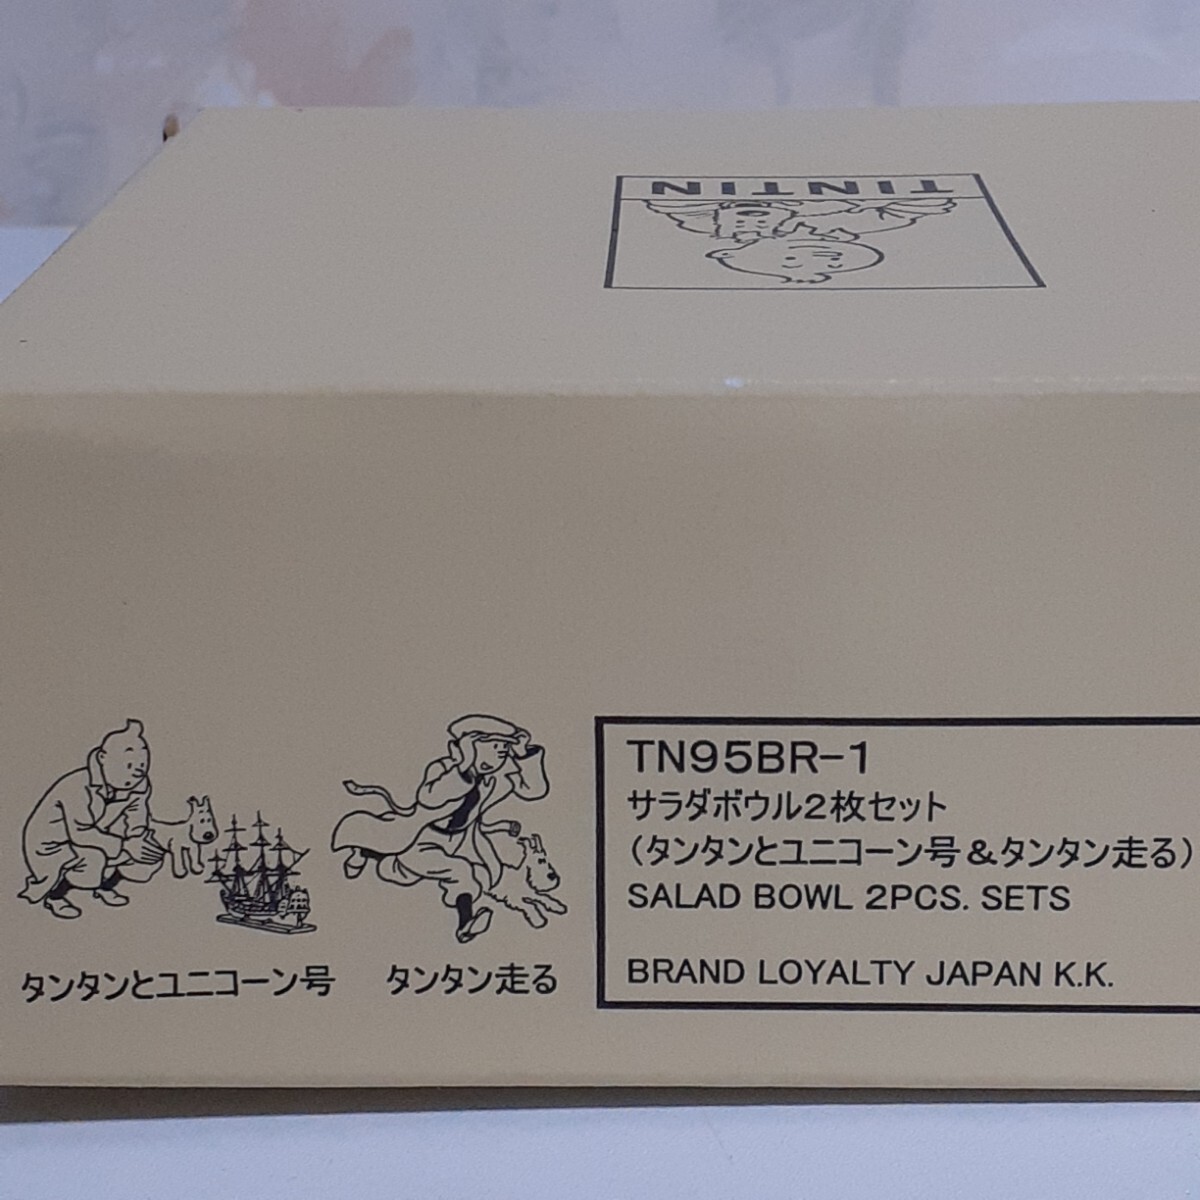 TINTIN
TN95BR-1
サラダボウル2枚セット
(タンタンとユニコーン号&タンタン走る)
SALAD BOWL 2PCS. SETS
BRAND LOYALTY JAPAN K.K.
タンタンとユニコーン号
タンタン走る